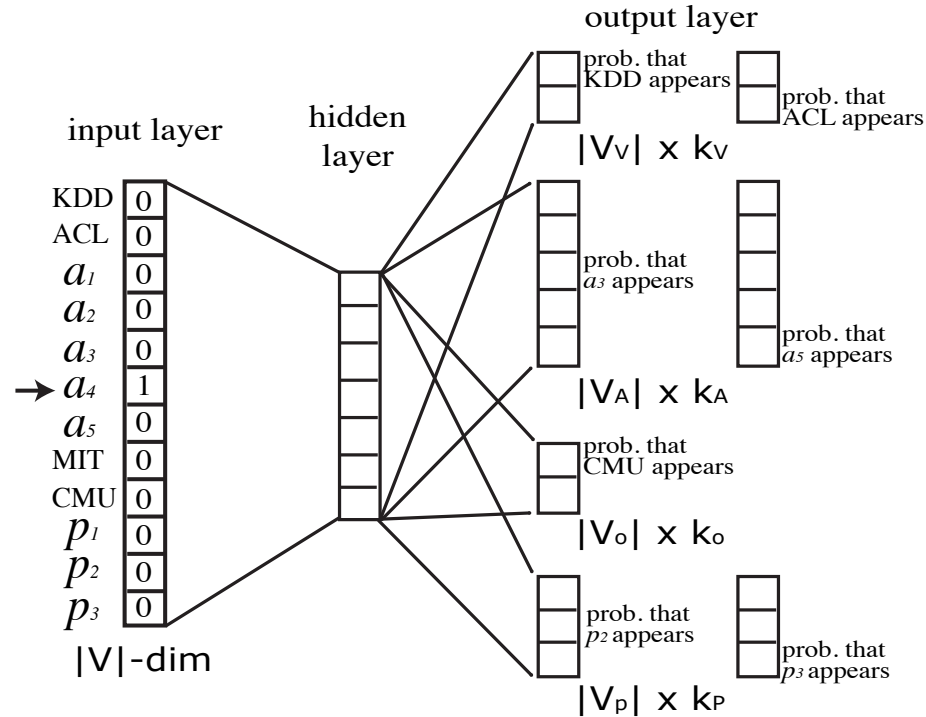 output layer
prob. that
KDD appears
prob. that
ACL appears
|Vv| x kv
input layer
hidden
layer
KDD 0
ACL 0
a1 0
a2 0
a3 0
a4 1
a5 0
MIT 0
CMU 0
p1 0
p2 0
p3 0
|V|-dim
prob. that
a3 appears
prob. that
a5 appears
|VA| x kA
prob. that
CMU appears
|Vo| x ko
prob. that
p2 appears
prob. that
p3 appears
|Vp| x kP